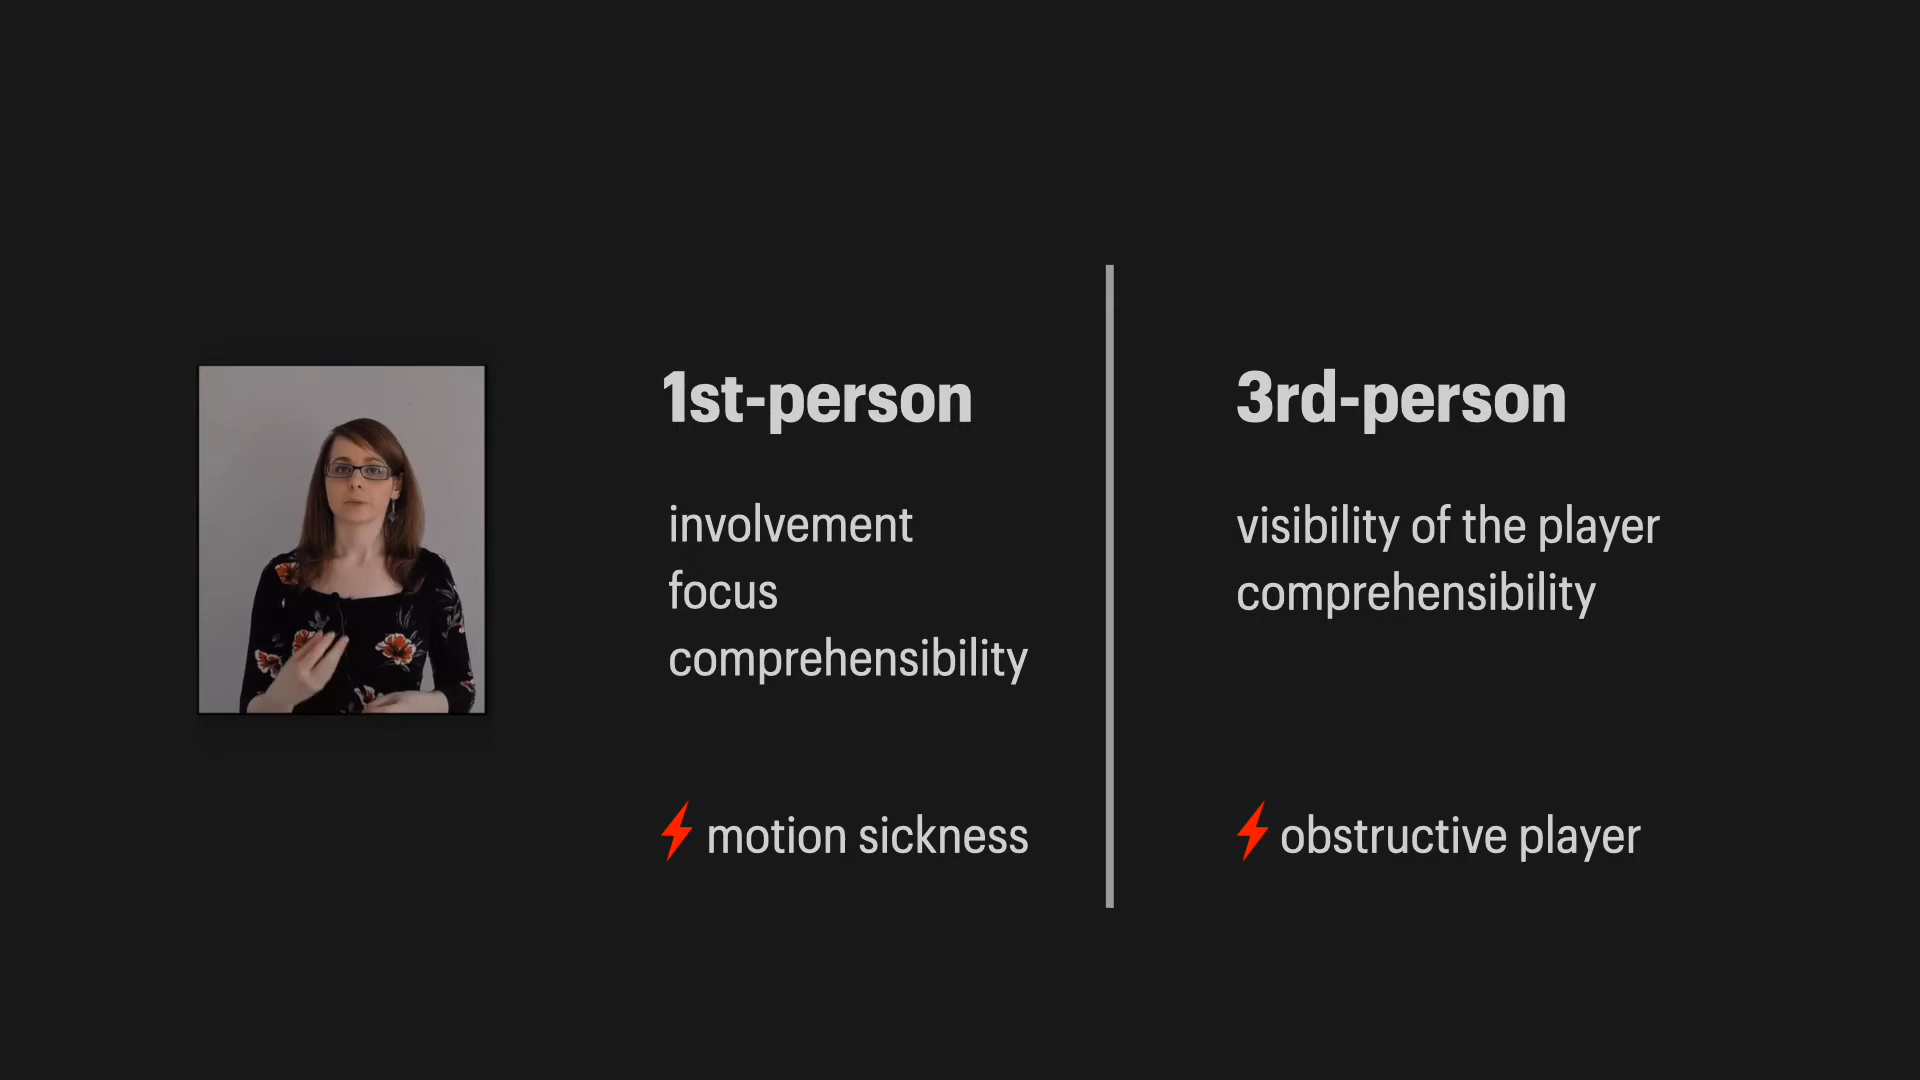 1st-person
involvement
focus
comprehensibility
motion sickness
3rd-person
visibility of the player
comprehensibility
obstructive player